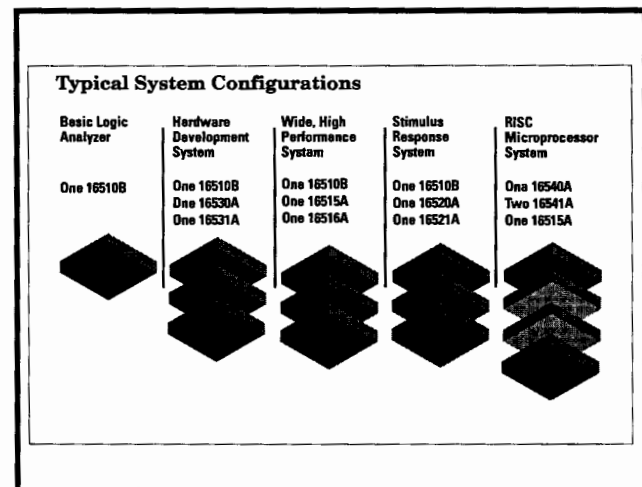 Typical System Configurations
Basic Logic
Analyzer
One 16510B
Hardware
Development
System
One 16510B
One 16530A
One 16531A
Wide, High
Performance
System
One 16510B
One 16515A
One 16516A
Stimulus
Response
System
One 16510B
One 16520A
One 16521A
RISC
Microprocessor
System
One 16540A
Two 16541A
One 16515A